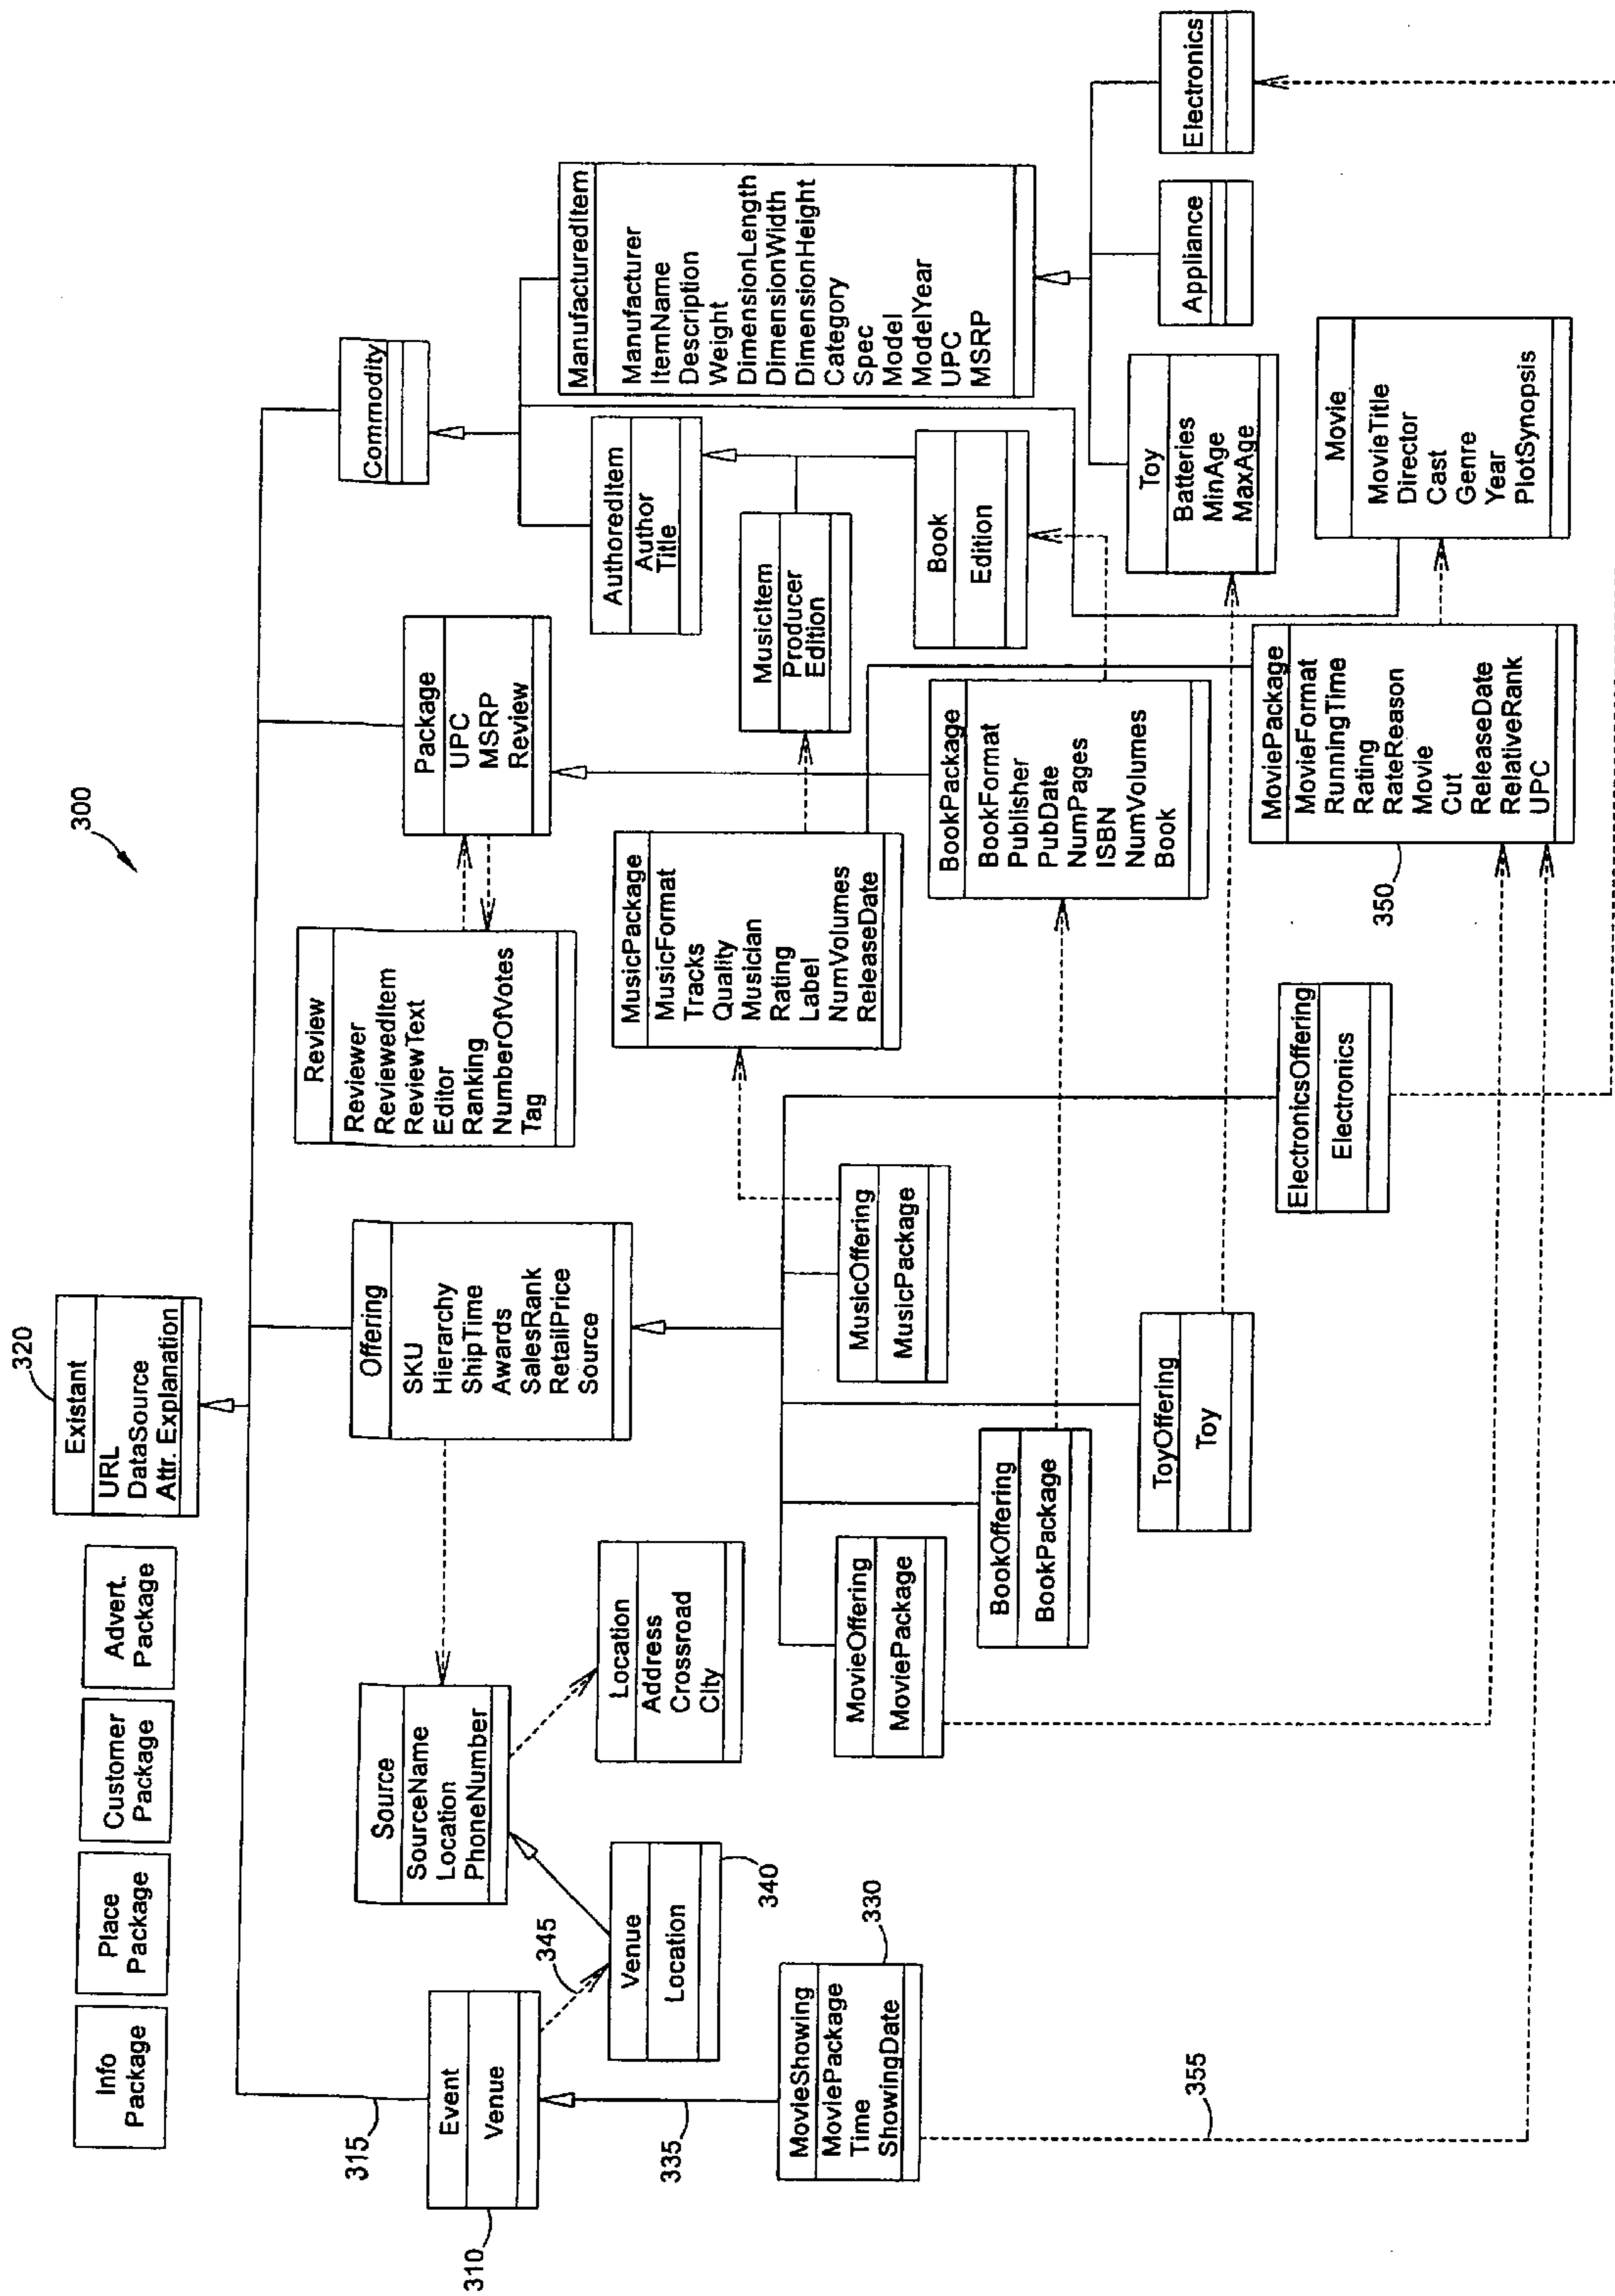 300
Info
Package
Place
Package
Customer
Package
Advert.
Package
320
Existant
URL
DataSource
Attr. Explanation
315
310
Event
Venue
345
Venue
Location
340
335
MovieShowing
MoviePackage
Time
ShowingDate
330
355
Source
SourceName
Location
PhoneNumber
Location
Address
Crossroad
City
Offering
SKU
Hierarchy
ShipTime
Awards
SalesRank
RetailPrice
Source
MovieOffering
MoviePackage
BookOffering
BookPackage
ToyOffering
Toy
MusicOffering
MusicPackage
ElectronicsOffering
Electronics
Review
Reviewer
ReviewedItem
ReviewText
Editor
Ranking
NumberOfVotes
Tag
Package
UPC
MSRP
Review
MusicPackage
MusicFormat
Tracks
Quality
Musician
Rating
Label
NumVolumes
ReleaseDate
BookPackage
BookFormat
Publisher
PubDate
NumPages
ISBN
NumVolumes
Book
MoviePackage
MovieFormat
RunningTime
Rating
RateReason
Movie
Cut
ReleaseDate
RelativeRank
UPC
350
Commodity
AuthoredItem
Author
Title
MusicItem
Producer
Edition
Book
Edition
ManufacturedItem
Manufacturer
ItemName
Description
Weight
DimensionLength
DimensionWidth
DimensionHeight
Category
Spec
Model
ModelYear
UPC
MSRP
Toy
Batteries
MinAge
MaxAge
Appliance
Electronics
Movie
MovieTitle
Director
Cast
Genre
Year
PlotSynopsis